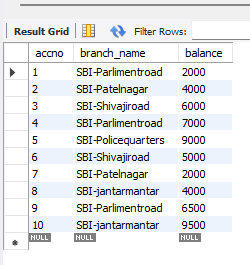 Result Grid Filter Rows:
accno branch_name balance
1 SBI-Parlimentroad 2000
2 SBI-Patelnagar 4000
3 SBI-Shivajiroad 6000
4 SBI-Parlimentroad 7000
5 SBI-Policequarters 9000
6 SBI-Shivajiroad 5000
7 SBI-Patelnagar 2000
8 SBI-jantarmantar 4000
9 SBI-Parlimentroad 6500
10 SBI-jantarmantar 9500
NULL NULL NULL